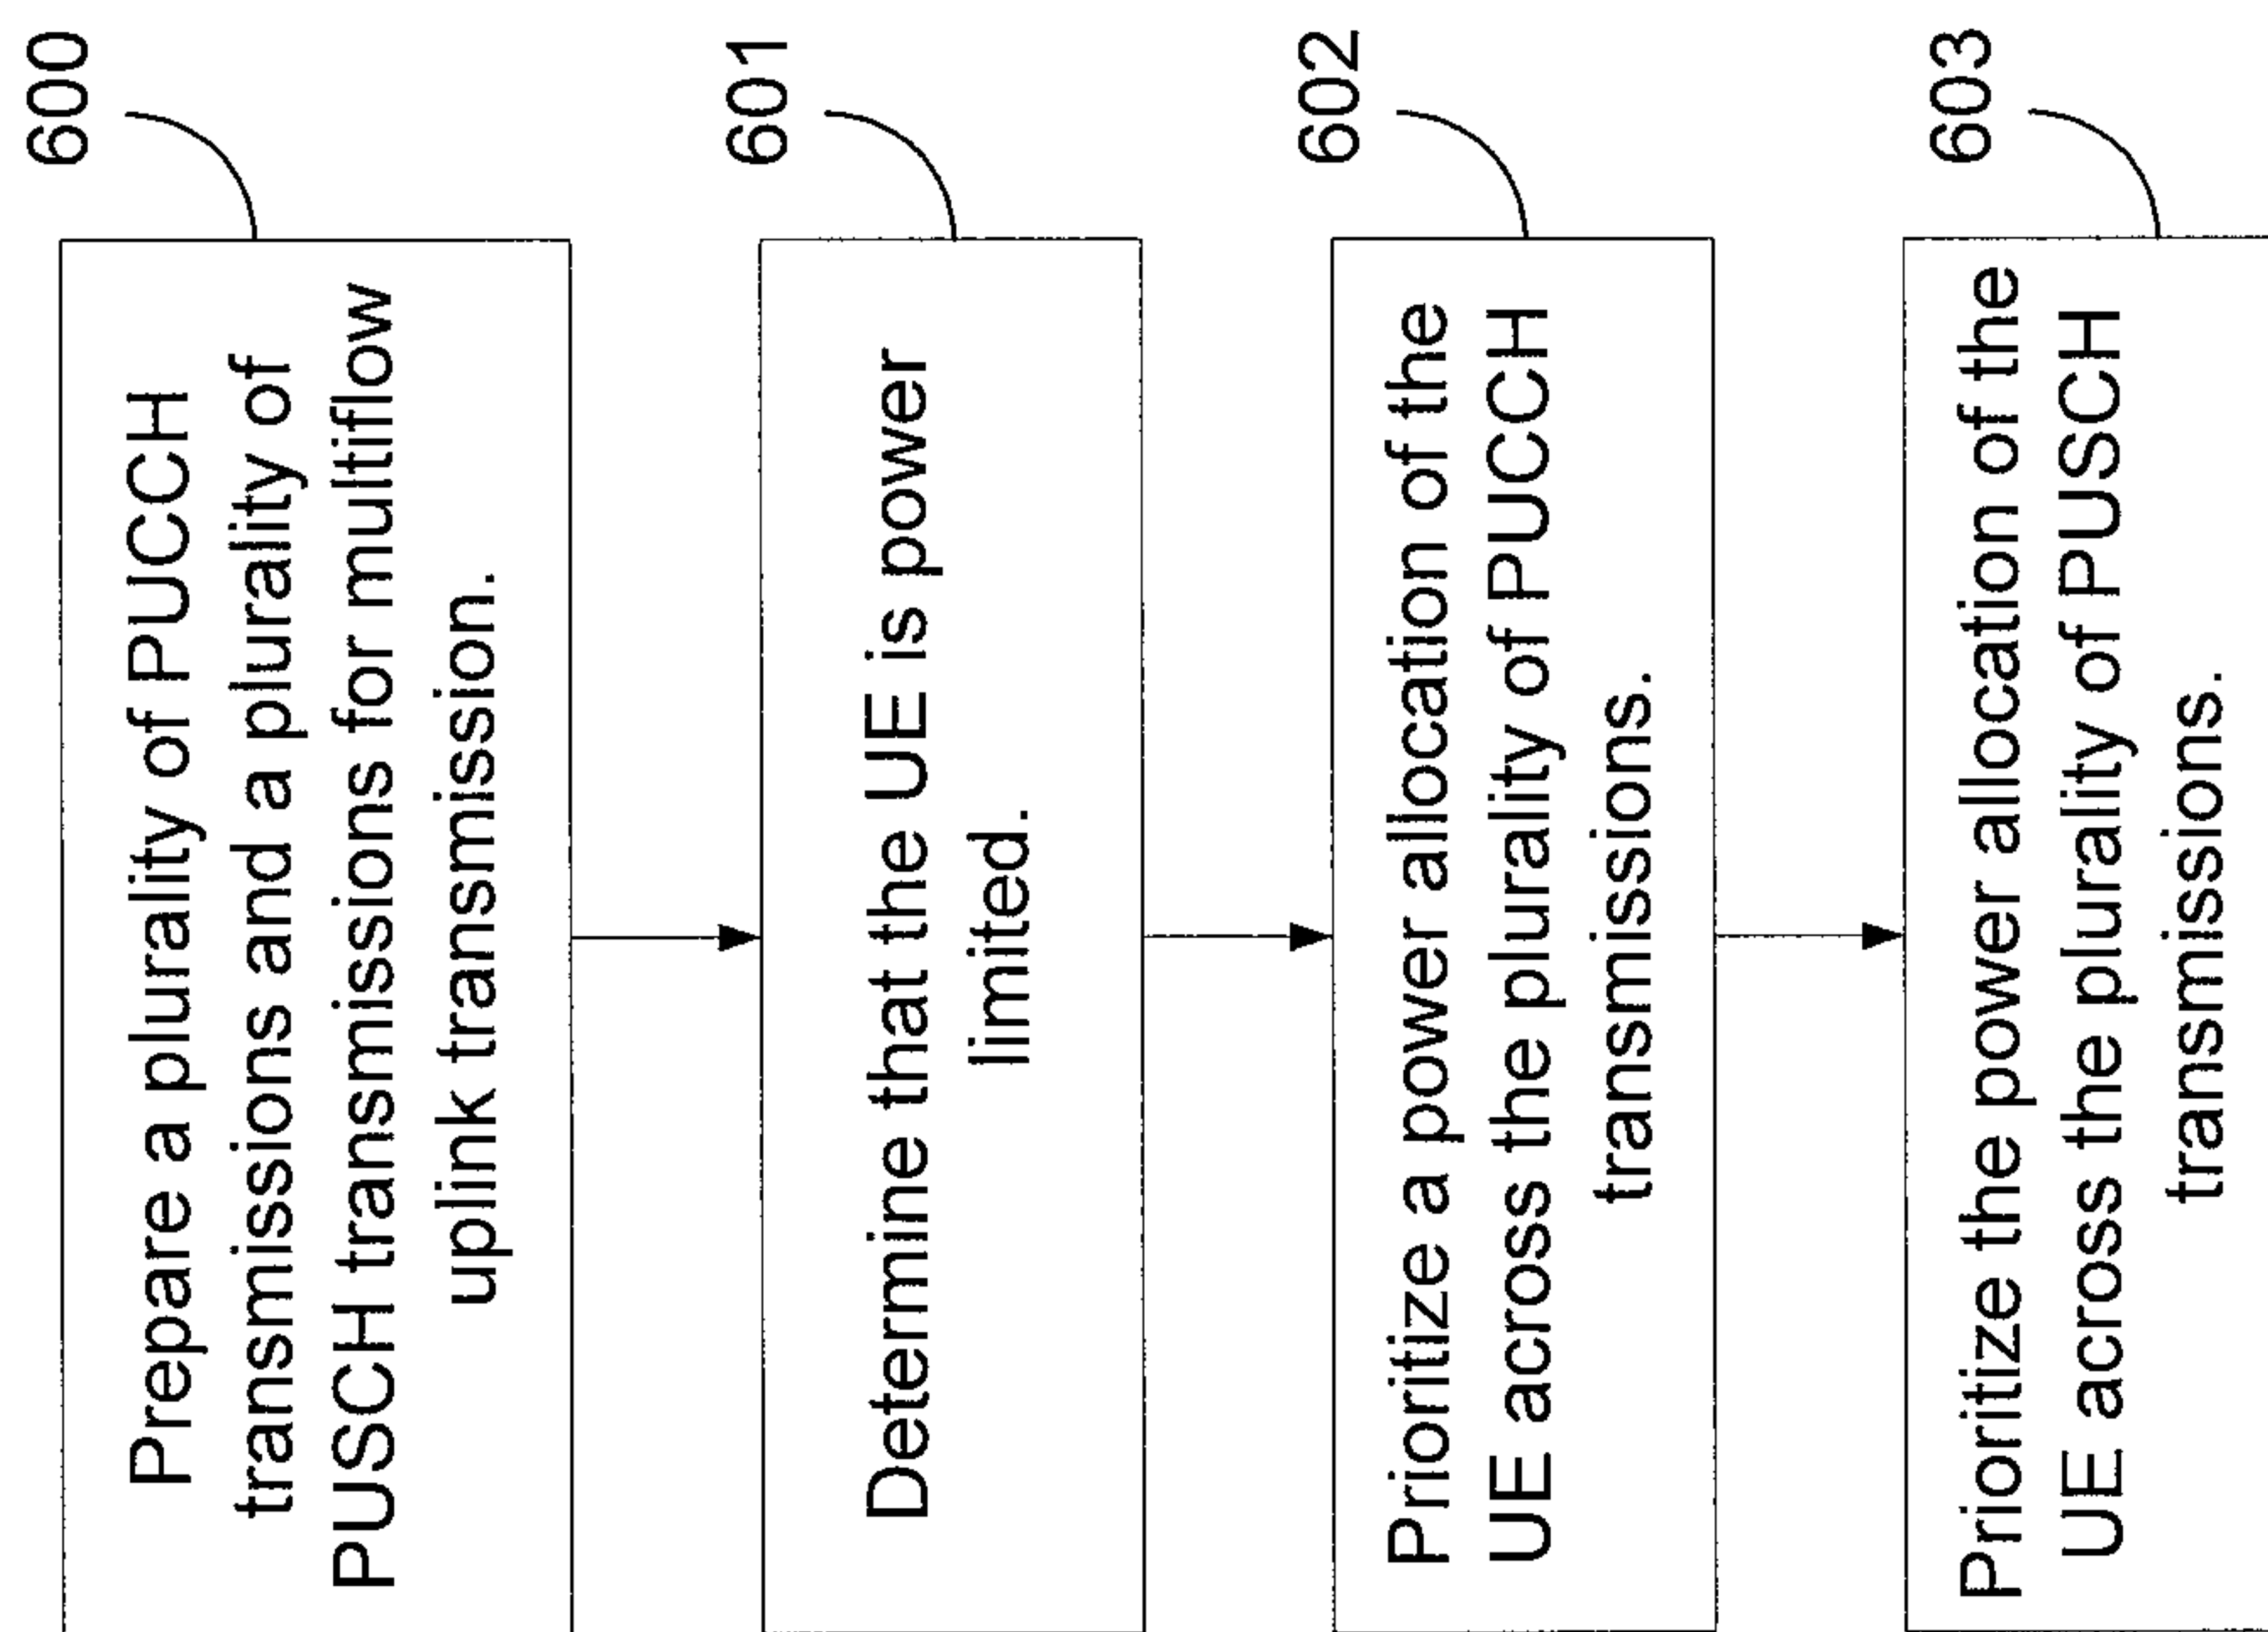 600
Prepare a plurality of PUCCH
transmissions and a plurality of
PUSCH transmissions for multiflow
uplink transmission.
601
Determine that the UE is power
limited.
602
Prioritize a power allocation of the
UE across the plurality of PUCCH
transmissions.
603
Prioritize the power allocation of the
UE across the plurality of PUSCH
transmissions.